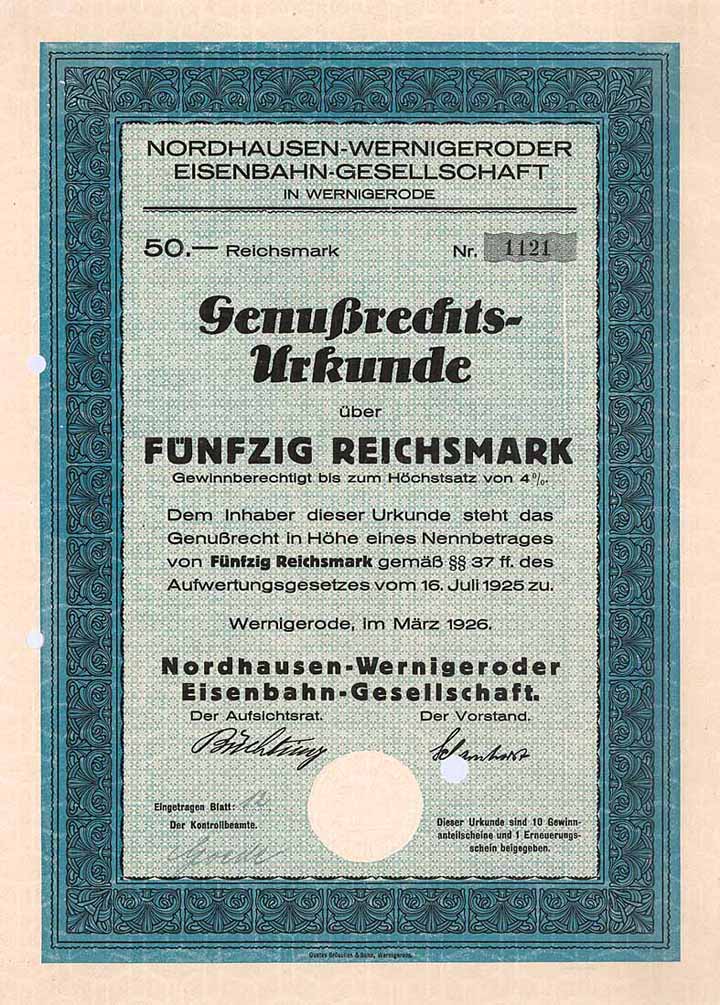 NORDHAUSEN-WERNIGERODER
EISENBAHN-GESELLSCHAFT
IN WERNIGERODE
50.— Reichsmark Nr. 1121
Genußrechts-
Urkunde
über
FÜNFZIG REICHSMARK
Gewinnberechtigt bis zum Höchstsatz von 4%.
Dem Inhaber dieser Urkunde steht das
Genußrecht in Höhe eines Nennbetrages
von Fünfzig Reichsmark gemäß §§ 37 ff. des
Aufwertungsgesetzes vom 16. Juli 1925 zu.
Wernigerode, im März 1926.
Nordhausen-Wernigeroder
Eisenbahn-Gesellschaft.
Der Aufsichtsrat. Der Vorstand.
Eingetragen Blatt: 12
Der Kontrollbeamte.
Dieser Urkunde sind 10 Gewinn-
anteilscheine und 1 Erneuerungs-
schein beigegeben.
& Sohn, Wernigerode.